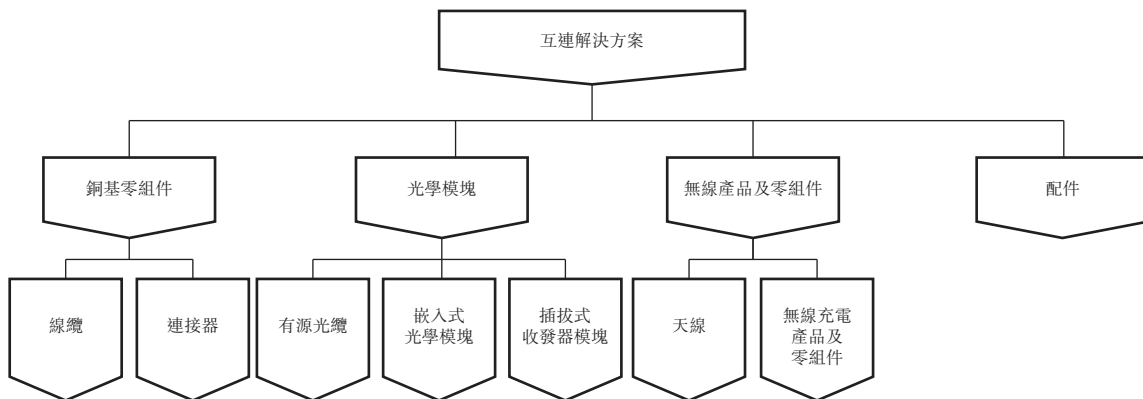 互連解決方案
銅基零組件
光學模塊
無線產品及零組件
配件
線纜
連接器
有源光纜
嵌入式
光學模塊
插拔式
收發器模塊
天線
無線充電
產品及
零組件